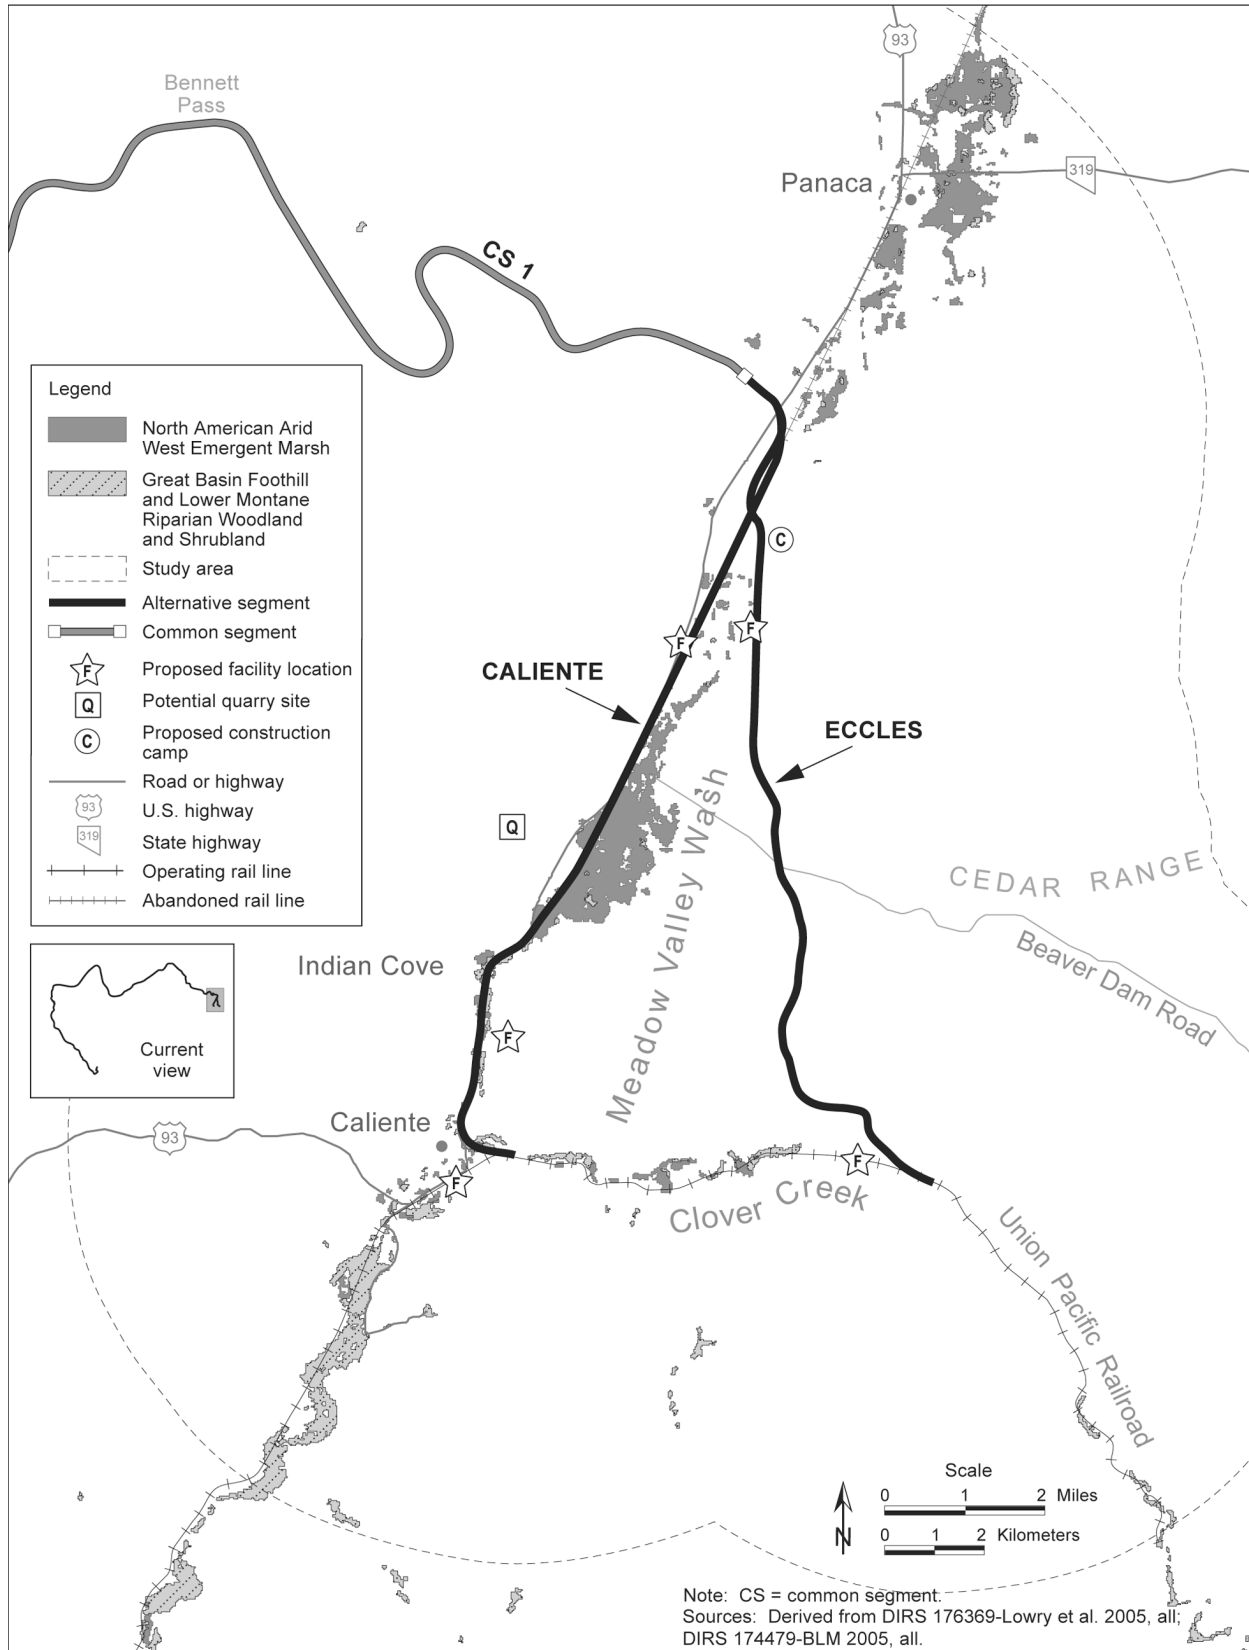 93
Bennett
Pass
Panaca
319
CS 1
Legend
North American Arid
West Emergent Marsh
Great Basin Foothill
and Lower Montane
Riparian Woodland
and Shrubland
Study area
Alternative segment
Common segment
F
Proposed facility location
Q
Potential quarry site
C
Proposed construction
camp
Road or highway
93
U.S. highway
319
State highway
Operating rail line
Abandoned rail line
C
F
F
CALIENTE
ECCLES
Q
Meadow Valley Wash
CEDAR RANGE
Beaver Dam Road
Indian Cove
F
Current
view
Caliente
93
F
F
Clover Creek
Union Pacific Railroad
Scale
0 1 2 Miles
0 1 2 Kilometers
N
Note: CS = common segment.
Sources: Derived from DIRS 176369-Lowry et al. 2005, all;
DIRS 174479-BLM 2005, all.